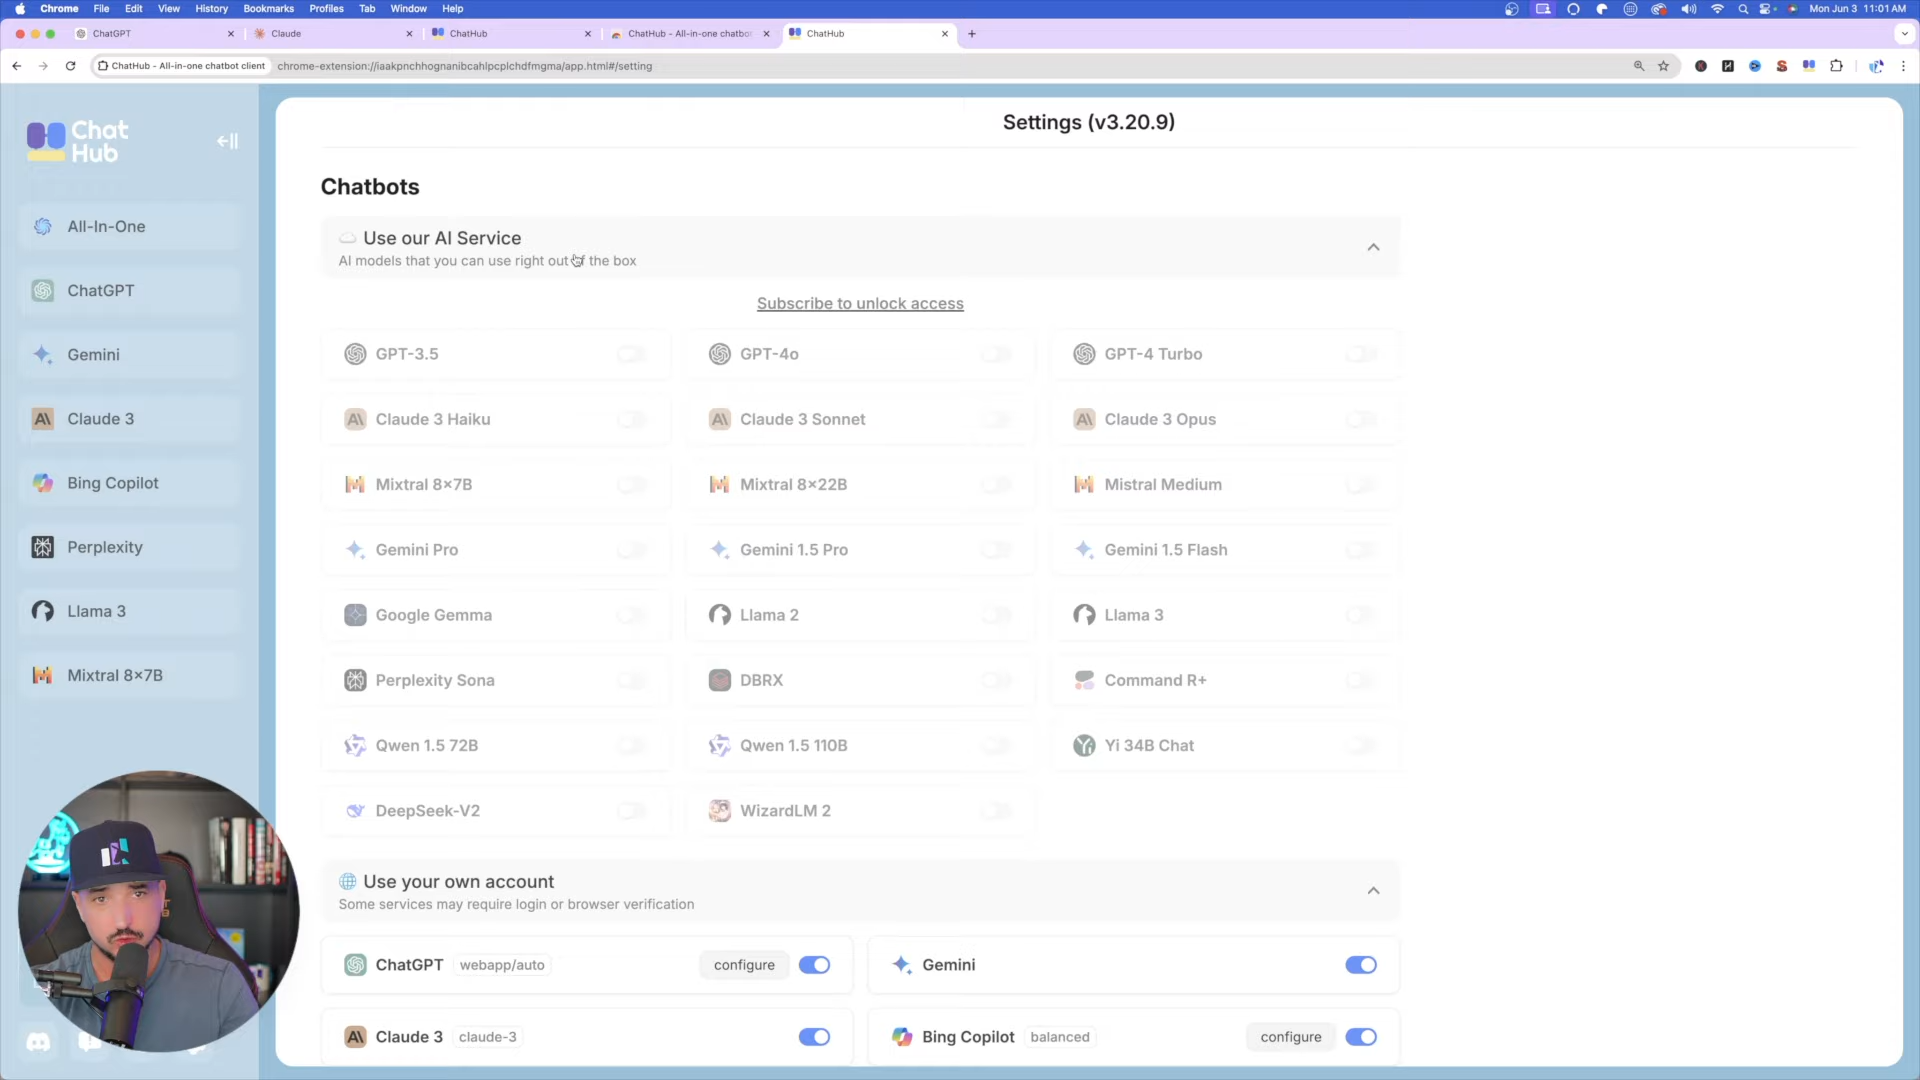 Chrome File Edit View History Bookmarks Profiles Tab Window Help Mon Jun 3 11:01 AM
ChatGPT Claude ChatHub ChatHub - All-in-one chatbot ChatHub
ChatHub - All-in-one chatbot client chrome-extension://iaakpnchhognanibcahlpcplchdfmgma/app.html#/setting
Chat
Hub
All-In-One
ChatGPT
Gemini
Claude 3
Bing Copilot
Perplexity
Llama 3
Mixtral 8x7B
Settings (v3.20.9)
Chatbots
Use our AI Service
AI models that you can use right out of the box
Subscribe to unlock access
GPT-3.5 GPT-4o GPT-4 Turbo
Claude 3 Haiku Claude 3 Sonnet Claude 3 Opus
Mixtral 8x7B Mixtral 8x22B Mistral Medium
Gemini Pro Gemini 1.5 Pro Gemini 1.5 Flash
Google Gemma Llama 2 Llama 3
Perplexity Sona DBRX Command R+
Qwen 1.5 72B Qwen 1.5 110B Yi 34B Chat
DeepSeek-V2 WizardLM 2
Use your own account
Some services may require login or browser verification
ChatGPT webapp/auto configure Gemini
Claude 3 claude-3 Bing Copilot balanced configure